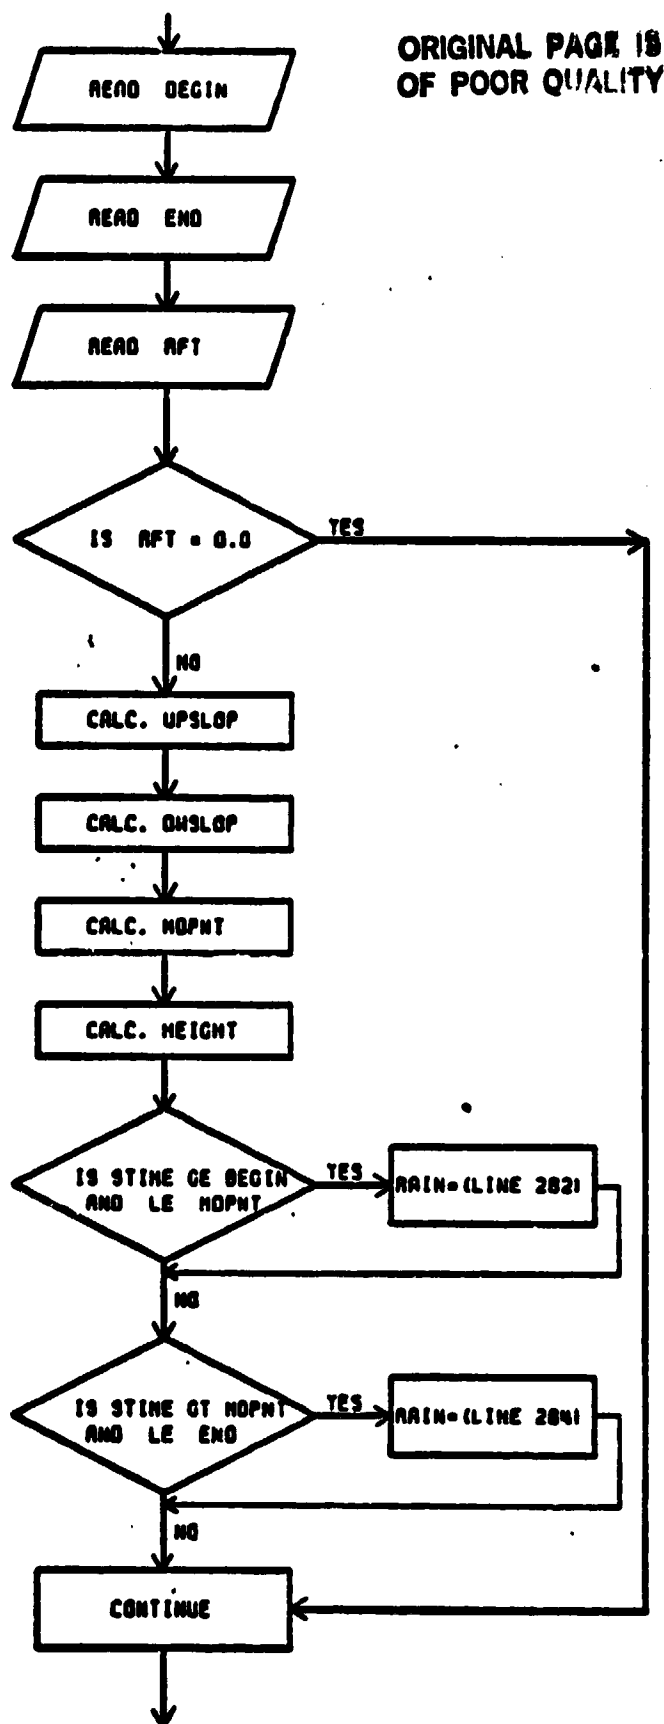 ORIGINAL PAGE IS
OF POOR QUALITY
READ BEGIN
READ END
READ AFT
IS AFT = 0.0
YES
NO
CALC. UPSLOP
CALC. DWSLOP
CALC. MDPNT
CALC. HEIGHT
IS STIME GE BEGIN
AND LE MDPNT
YES
RAIN=(LINE 282)
NO
IS STIME GT MDPNT
AND LE END
YES
RAIN=(LINE 284)
NO
CONTINUE